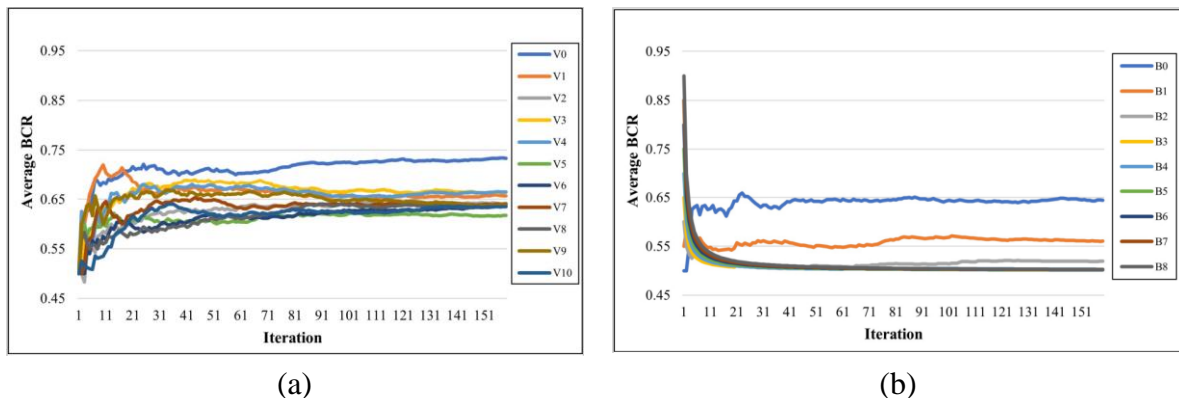 0.95
0.85
0.75
0.65
0.55
0.45
Average BCR
1 11 21 31 41 51 61 71 81 91 101 111 121 131 141 151
Iteration
V0
V1
V2
V3
V4
V5
V6
V7
V8
V9
V10
(a)
0.95
0.85
0.75
0.65
0.55
0.45
Average BCR
1 11 21 31 41 51 61 71 81 91 101 111 121 131 141 151
Iteration
B0
B1
B2
B3
B4
B5
B6
B7
B8
(b)